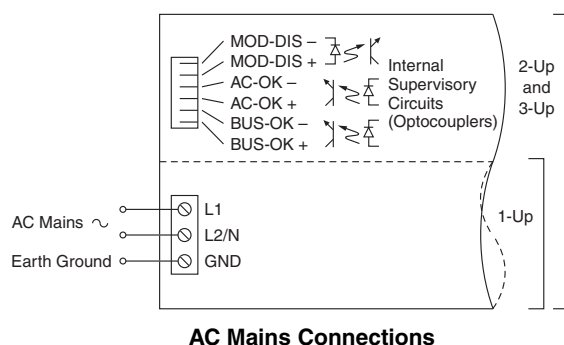 MOD-DIS –
MOD-DIS +
AC-OK –
AC-OK +
BUS-OK –
BUS-OK +
Internal
Supervisory
Circuits
(Optocouplers)
2-Up
and
3-Up
1-Up
AC Mains ∼
Earth Ground
L1
L2/N
GND
AC Mains Connections